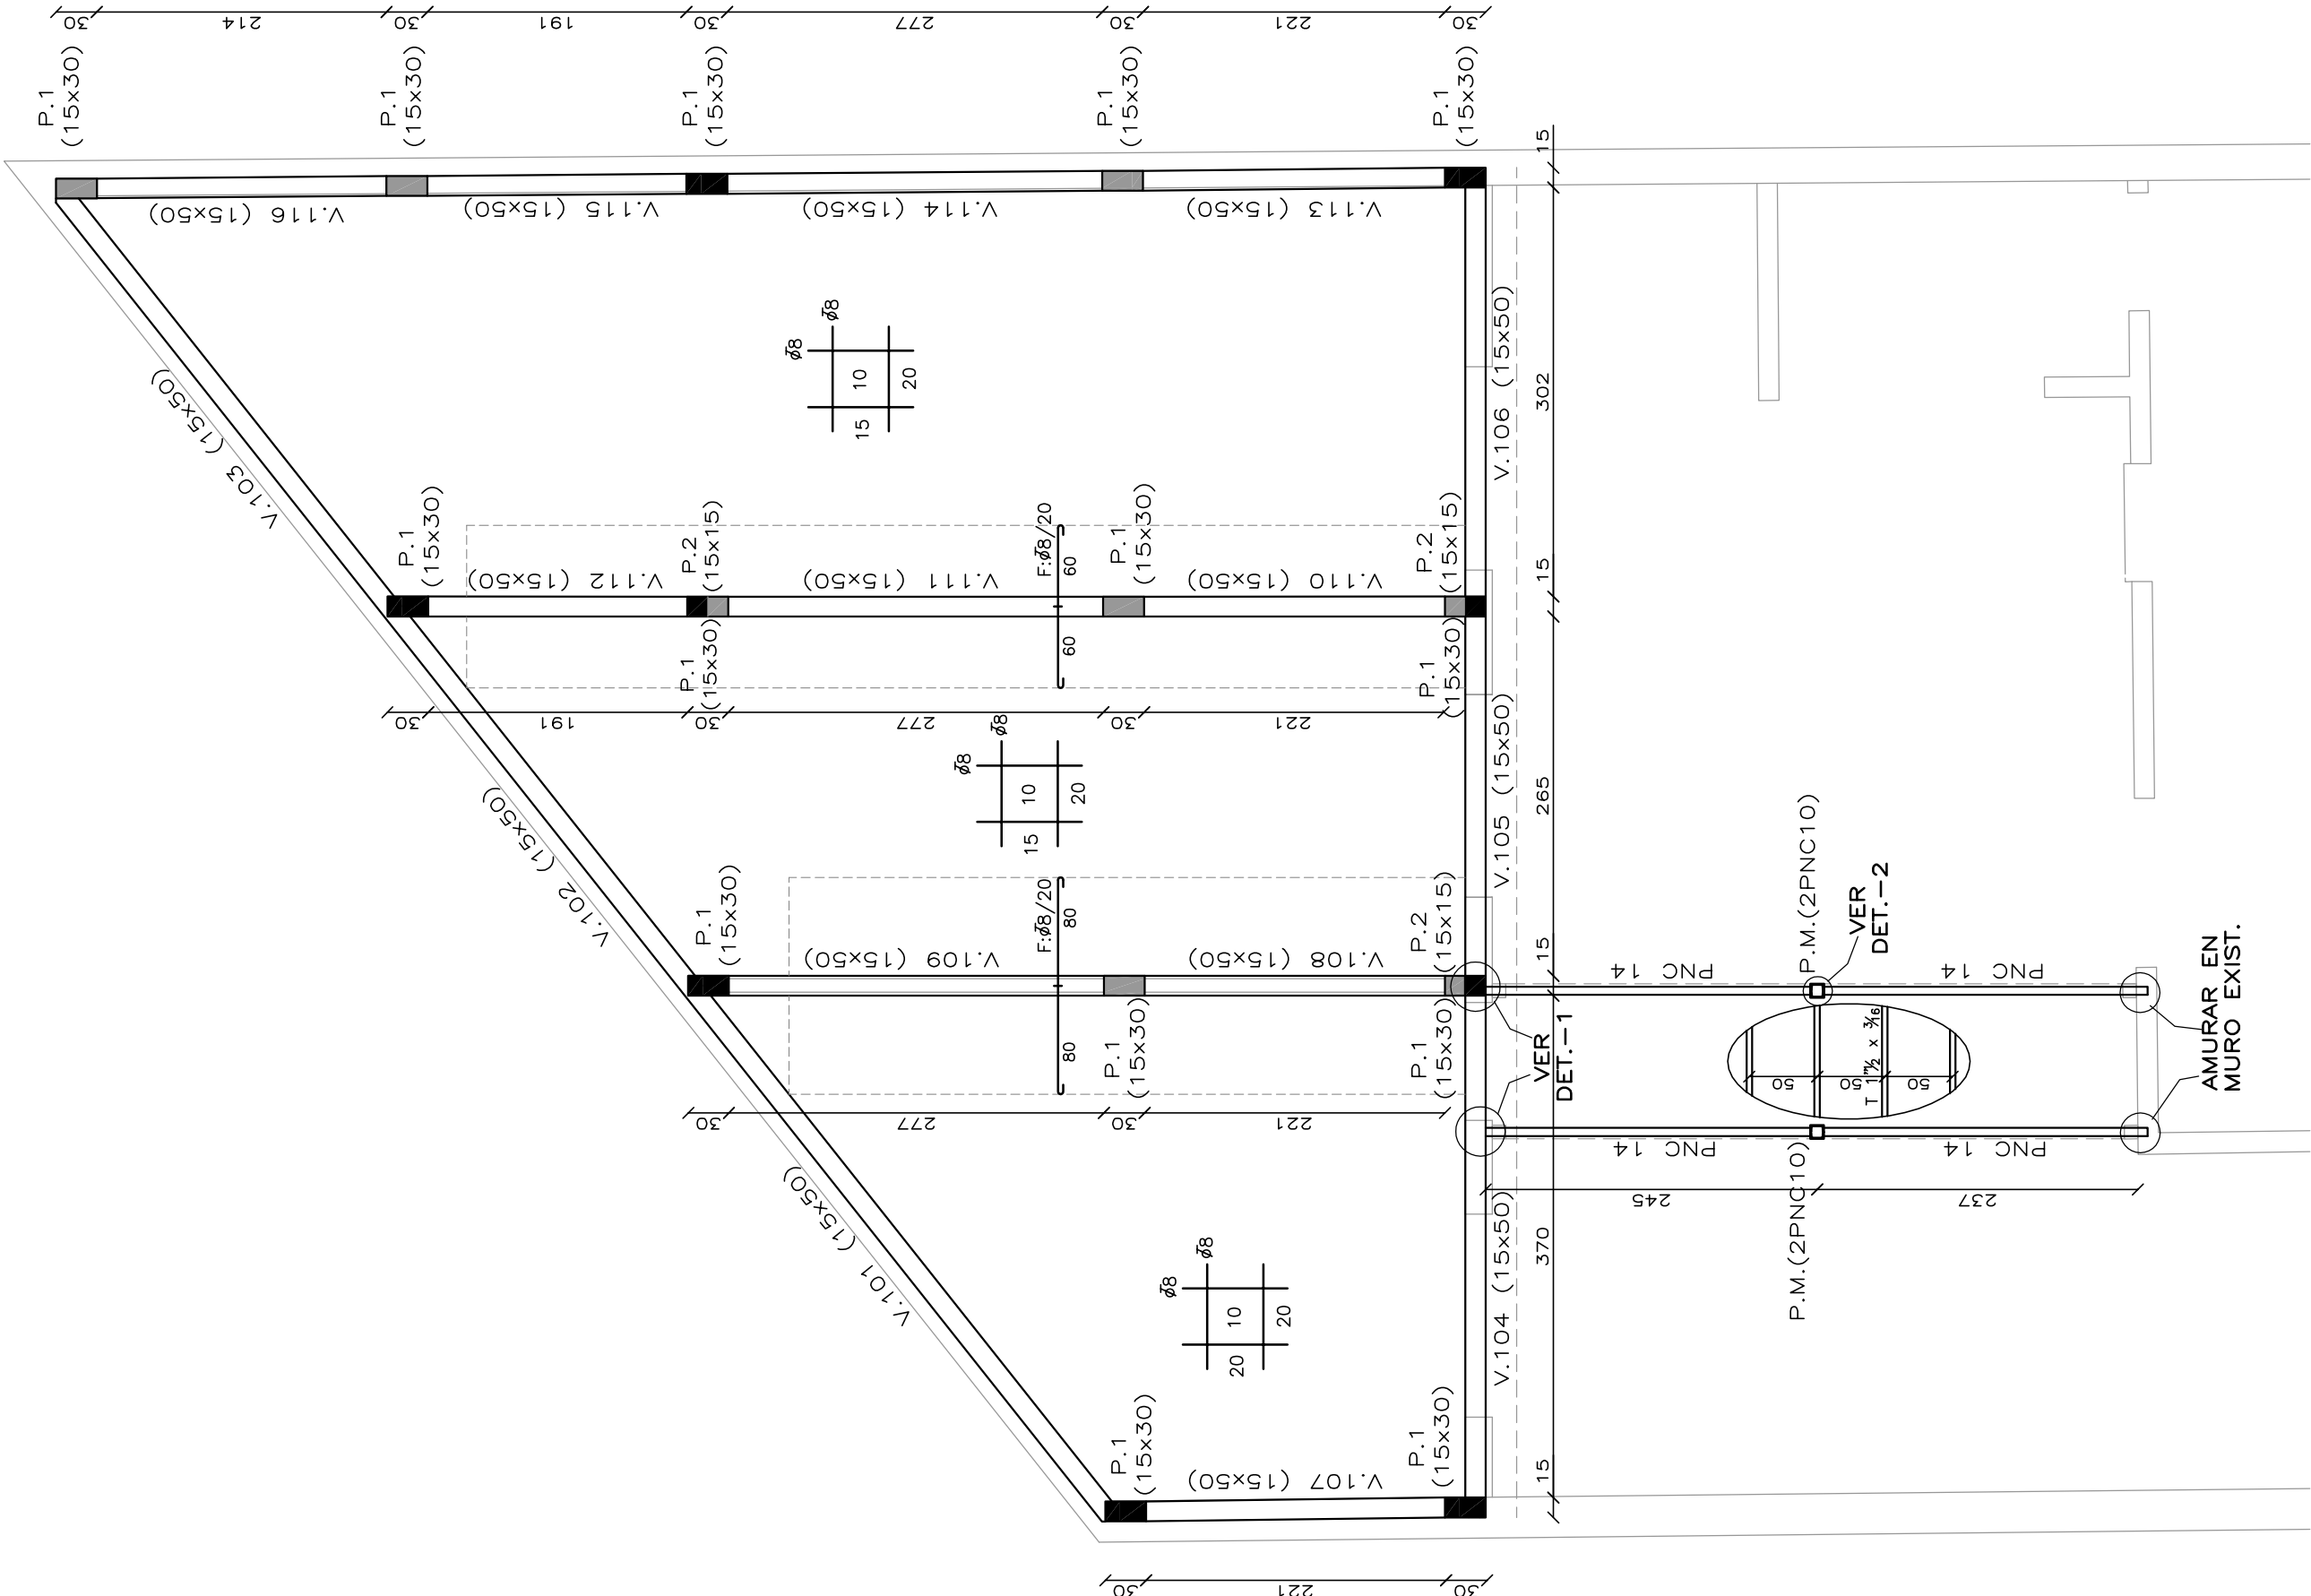 30
214
30
191
30
277
30
221
30
P.1
(15x30)
P.1
(15x30)
P.1
(15x30)
P.1
(15x30)
P.1
(15x30)
15
V.116 (15x50)
V.115 (15x50)
V.114 (15x50)
V.113 (15x50)
V.103 (15x50)
ø8
ø8
10
20
15
V.106 (15x50)
302
P.1
(15x30)
P.2
(15x15)
F:ø8/20
60
P.1
(15x30)
P.2
(15x15)
15
V.112 (15x50)
V.111 (15x50)
V.110 (15x50)
P.1
(15x30)
60
P.1
(15x30)
30
191
30
277
30
221
ø8
ø8
10
20
15
V.102 (15x50)
V.105 (15x50)
265
P.1
(15x30)
F:ø8/20
80
P.2
(15x15)
15
V.109 (15x50)
V.108 (15x50)
P.M.(2PNC10)
VER
DET.-2
PNC 14
PNC 14
80
P.1
(15x30)
P.1
(15x30)
VER
DET.-1
T 1"½ x 3/16
50
50
50
AMURAR EN
MURO EXIST.
30
277
30
221
PNC 14
PNC 14
P.M.(2PNC10)
245
237
V.101 (15x50)
ø8
ø8
10
20
20
V.104 (15x50)
370
P.1
(15x30)
P.1
(15x30)
V.107 (15x50)
15
30
221
30